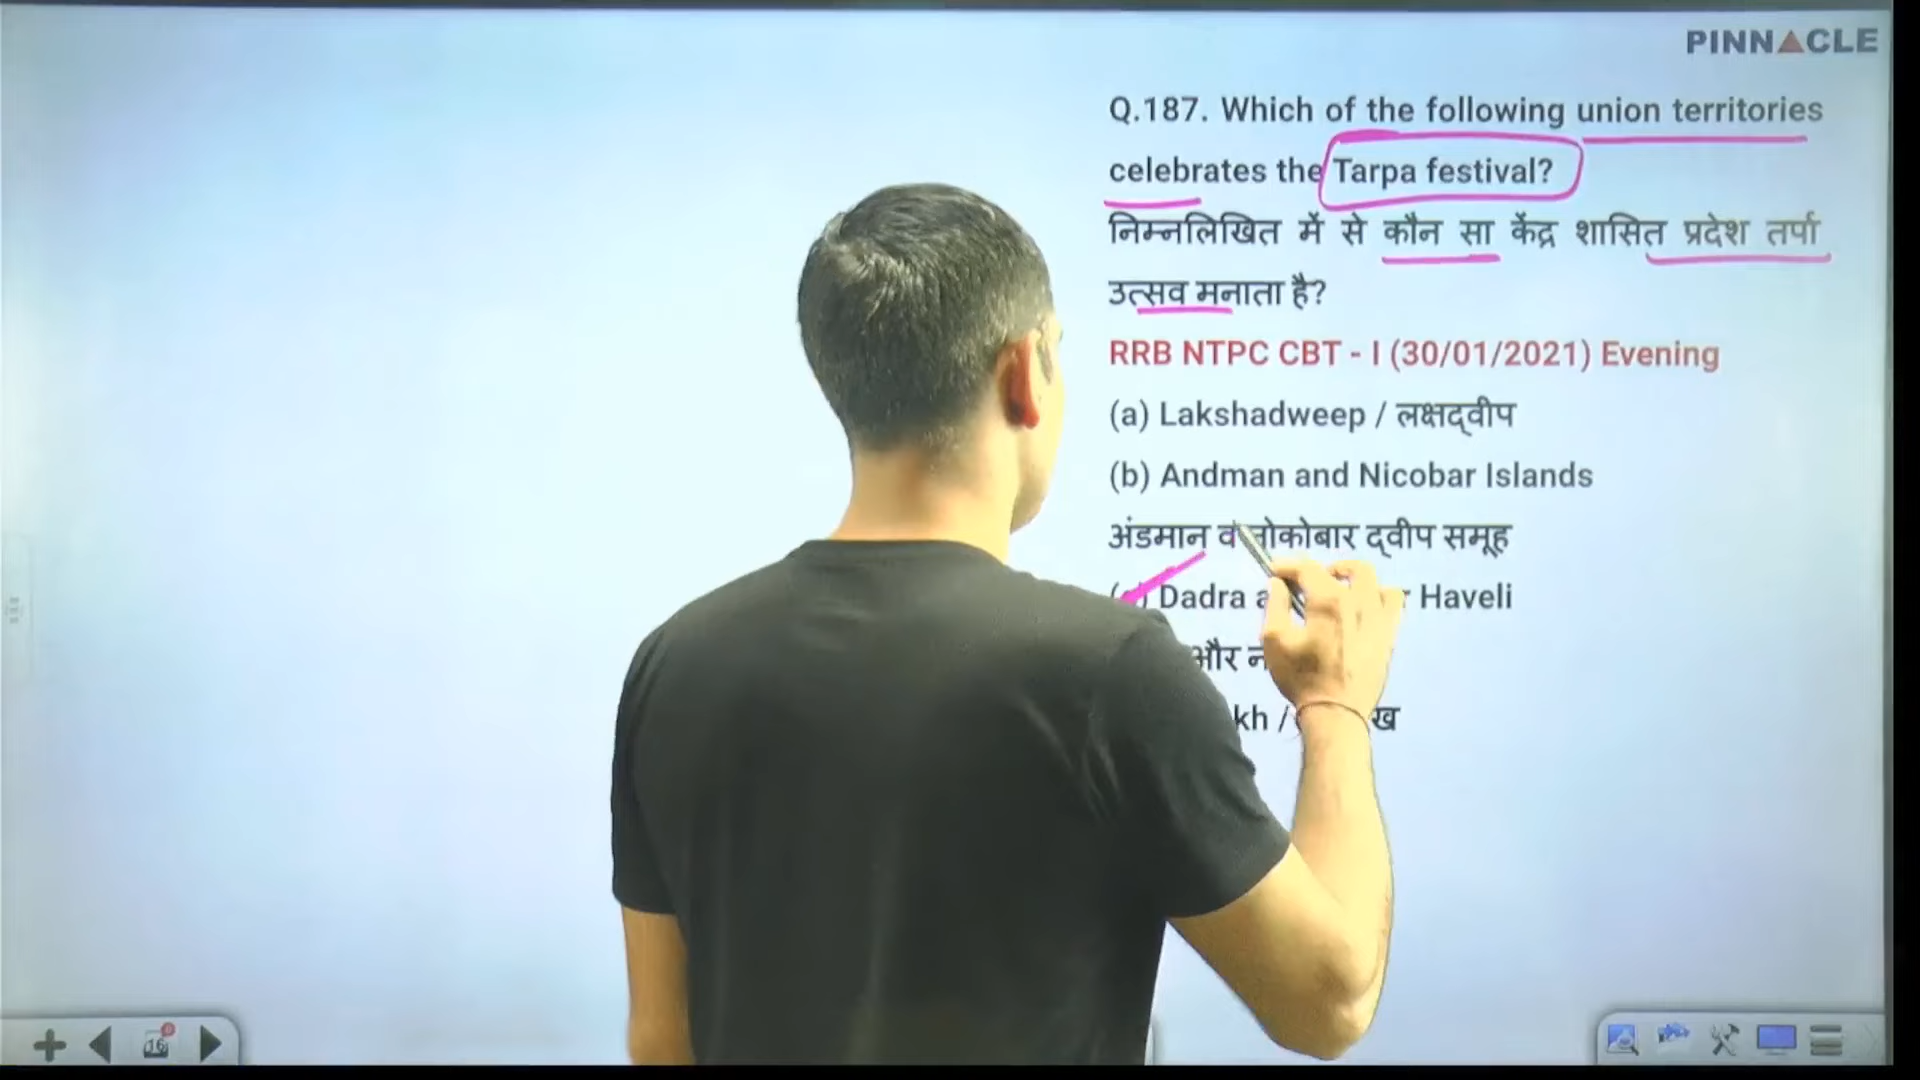 PINNACLE
Q.187. Which of the following union territories
celebrates the Tarpa festival?
निम्नलिखित में से कौन सा केंद्र शासित प्रदेश तर्पा
उत्सव मनाता है?
RRB NTPC CBT - I (30/01/2021) Evening
(a) Lakshadweep / लक्षद्वीप
(b) Andman and Nicobar Islands
अंडमान व द्वीप समूह
Dadra Haveli
और
16